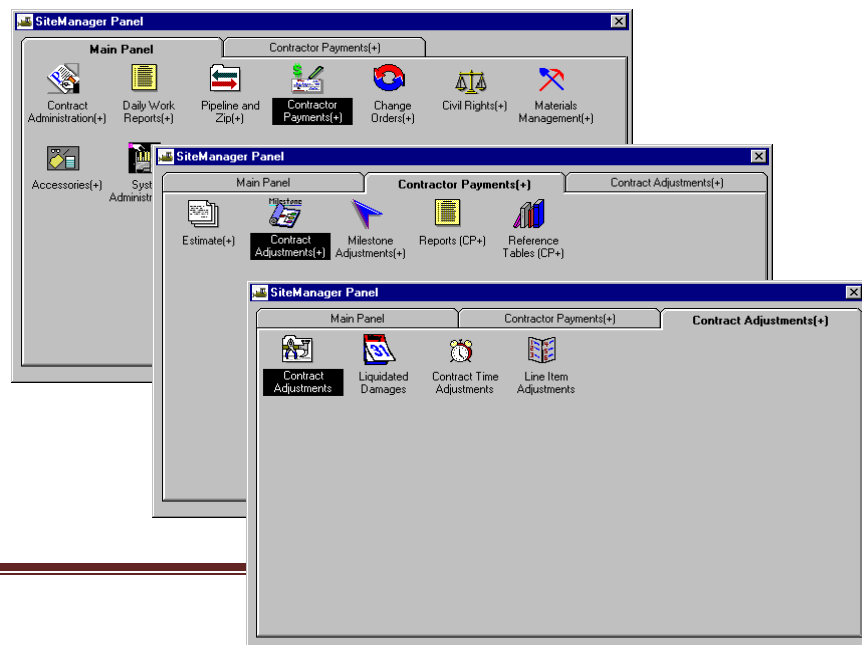 SiteManager Panel
Main Panel
Contractor Payments(+)
Contract
Administration(+)
Daily Work
Reports(+)
Pipeline and
Zip(+)
Contractor
Payments(+)
Change
Orders(+)
Civil Rights(+)
Materials
Management(+)
Accessories(+)
Syst
Administr
SiteManager Panel
Main Panel
Contractor Payments(+)
Contract Adjustments(+)
Estimate(+)
Milestone
Contract
Adjustments(+)
Milestone
Adjustments(+)
Reports (CP+)
Reference
Tables (CP+)
SiteManager Panel
Main Panel
Contractor Payments(+)
Contract Adjustments(+)
Contract
Adjustments
31
Liquidated
Damages
Contract Time
Adjustments
Line Item
Adjustments